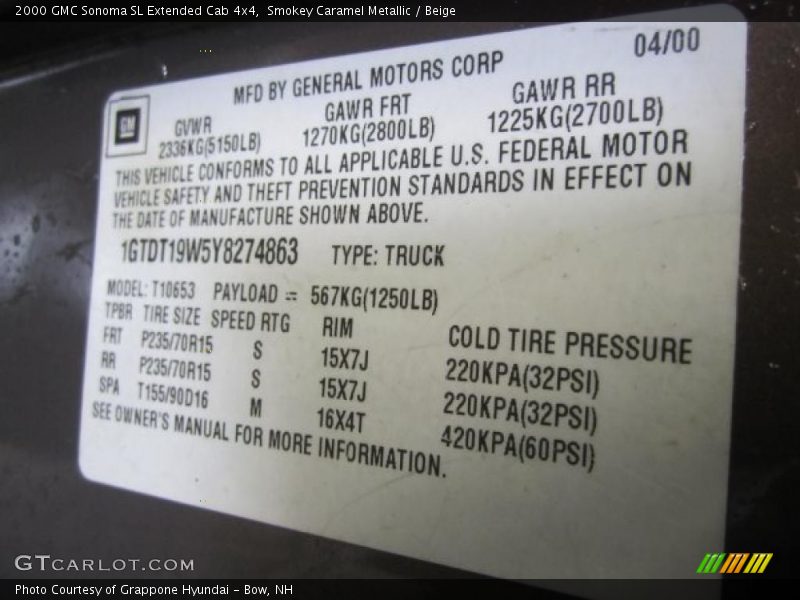 2000 GMC Sonoma SL Extended Cab 4x4,  Smokey Caramel Metallic / Beige
MFD BY GENERAL MOTORS CORP 04/00
GM
GVWR GAWR FRT GAWR RR
2336KG(5150LB) 1270KG(2800LB) 1225KG(2700LB)
THIS VEHICLE CONFORMS TO ALL APPLICABLE U.S. FEDERAL MOTOR
VEHICLE SAFETY AND THEFT PREVENTION STANDARDS IN EFFECT ON
THE DATE OF MANUFACTURE SHOWN ABOVE.
1GTDT19W5Y8274863 TYPE: TRUCK
MODEL: T10653 PAYLOAD = 567KG(1250LB)
TPBR TIRE SIZE SPEED RTG RIM COLD TIRE PRESSURE
FRT P235/70R15 S 15X7J 220KPA(32PSI)
RR P235/70R15 S 15X7J 220KPA(32PSI)
SPA T155/90D16 M 16X4T 420KPA(60PSI)
SEE OWNER'S MANUAL FOR MORE INFORMATION.
GTCARLOT.COM
Photo Courtesy of Grappone Hyundai - Bow, NH